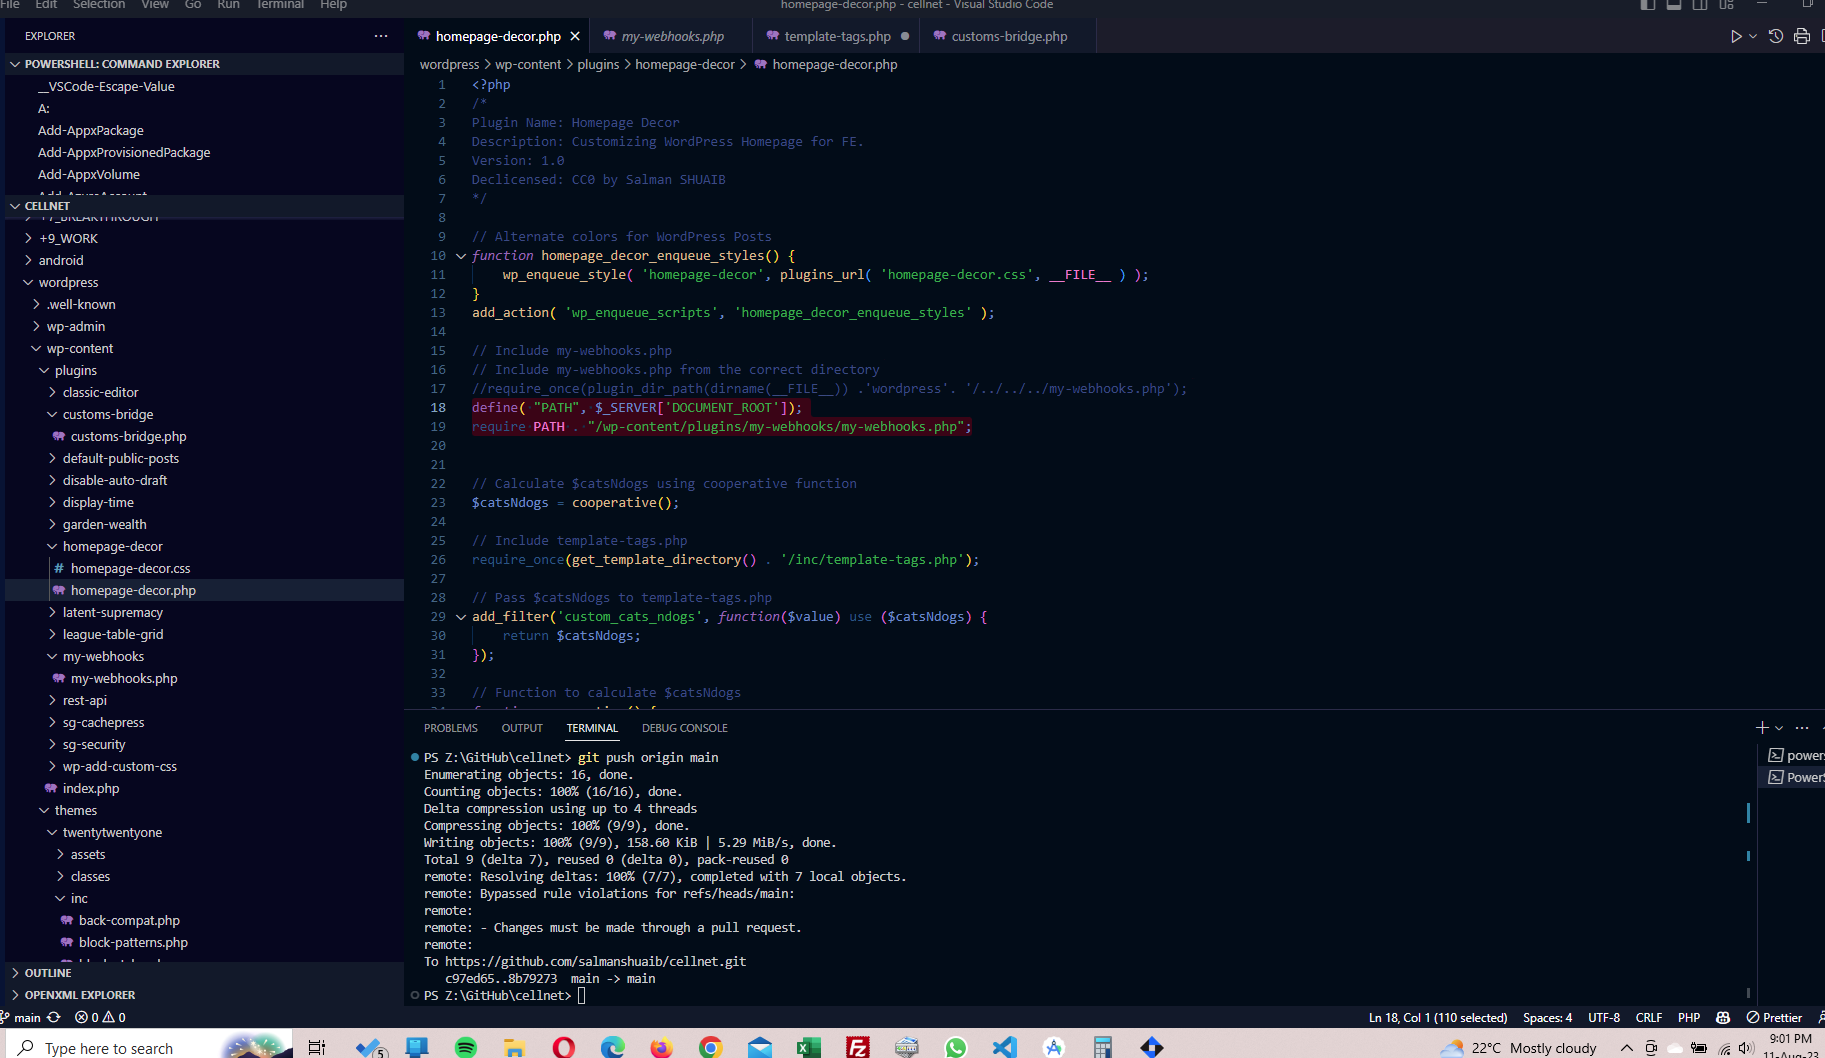 File Edit Selection View Go Run Terminal Help
homepage-decor.php - cellnet - Visual Studio Code
EXPLORER
POWERSHELL: COMMAND EXPLORER
__VSCode-Escape-Value
A:
Add-AppxPackage
Add-AppxProvisionedPackage
Add-AppxVolume
Add-AzureAccount
CELLNET
+7_BREAKTHROUGH
+9_WORK
android
wordpress
.well-known
wp-admin
wp-content
plugins
classic-editor
customs-bridge
customs-bridge.php
default-public-posts
disable-auto-draft
display-time
garden-wealth
homepage-decor
# homepage-decor.css
homepage-decor.php
latent-supremacy
league-table-grid
my-webhooks
my-webhooks.php
rest-api
sg-cachepress
sg-security
wp-add-custom-css
index.php
themes
twentytwentyone
assets
classes
inc
back-compat.php
block-patterns.php
OUTLINE
OPENXML EXPLORER
homepage-decor.php my-webhooks.php template-tags.php customs-bridge.php
wordpress > wp-content > plugins > homepage-decor > homepage-decor.php
1 <?php
2 /*
3 Plugin Name: Homepage Decor
4 Description: Customizing WordPress Homepage for FE.
5 Version: 1.0
6 Declicensed: CC0 by Salman SHUAIB
7 */
8
9 // Alternate colors for WordPress Posts
10 function homepage_decor_enqueue_styles() {
11 wp_enqueue_style( 'homepage-decor', plugins_url( 'homepage-decor.css', __FILE__ ) );
12 }
13 add_action( 'wp_enqueue_scripts', 'homepage_decor_enqueue_styles' );
14
15 // Include my-webhooks.php
16 // Include my-webhooks.php from the correct directory
17 //require_once(plugin_dir_path(dirname(__FILE__)) .'wordpress'. '/../../../my-webhooks.php');
18 define( "PATH", $_SERVER['DOCUMENT_ROOT']);
19 require PATH . "/wp-content/plugins/my-webhooks/my-webhooks.php";
20
21
22 // Calculate $catsNdogs using cooperative function
23 $catsNdogs = cooperative();
24
25 // Include template-tags.php
26 require_once(get_template_directory() . '/inc/template-tags.php');
27
28 // Pass $catsNdogs to template-tags.php
29 add_filter('custom_cats_ndogs', function($value) use ($catsNdogs) {
30 return $catsNdogs;
31 });
32
33 // Function to calculate $catsNdogs
PROBLEMS OUTPUT TERMINAL DEBUG CONSOLE
PS Z:\GitHub\cellnet> git push origin main
Enumerating objects: 16, done.
Counting objects: 100% (16/16), done.
Delta compression using up to 4 threads
Compressing objects: 100% (9/9), done.
Writing objects: 100% (9/9), 158.60 KiB | 5.29 MiB/s, done.
Total 9 (delta 7), reused 0 (delta 0), pack-reused 0
remote: Resolving deltas: 100% (7/7), completed with 7 local objects.
remote: Bypassed rule violations for refs/heads/main:
remote:
remote: - Changes must be made through a pull request.
remote:
To https://github.com/salmanshuaib/cellnet.git
c97ed65..8b79273 main -> main
PS Z:\GitHub\cellnet>
powers
PowerS
main 0 0
Ln 18, Col 1 (110 selected) Spaces: 4 UTF-8 CRLF PHP Prettier
Type here to search
5
22°C Mostly cloudy
9:01 PM
11-Aug-23